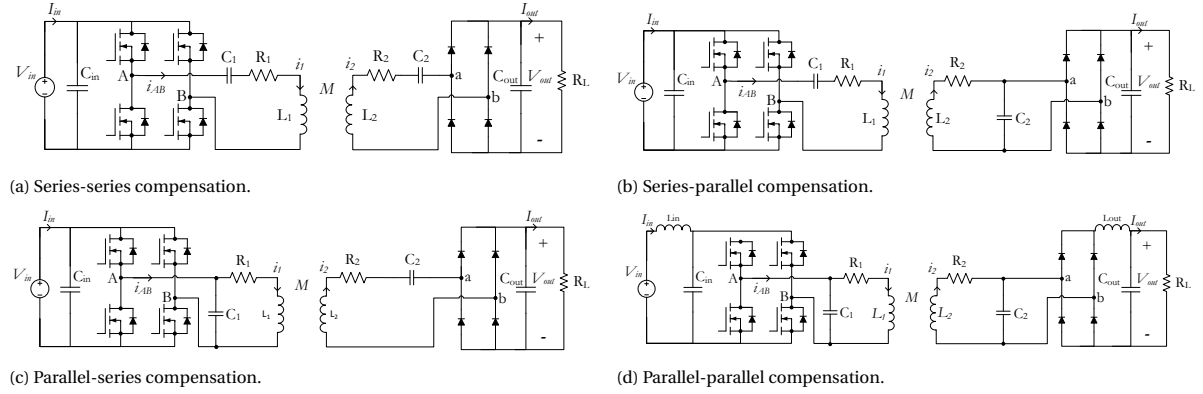 I_in I_out
V_in C_in A i_AB B C_1 R_1 i_1 L_1 M i_2 R_2 C_2 L_2 a b C_out + V_out - R_L
(a) Series-series compensation.
I_in I_out
V_in C_in A i_AB B C_1 R_1 i_1 L_1 M i_2 R_2 L_2 C_2 a b C_out + V_out - R_L
(b) Series-parallel compensation.
I_in I_out
V_in C_in A i_AB B C_1 R_1 i_1 L_1 M i_2 R_2 C_2 L_2 a b C_out + V_out - R_L
(c) Parallel-series compensation.
I_in Lin Lout I_out
V_in C_in A i_AB B C_1 R_1 i_1 L_1 M i_2 R_2 L_2 C_2 a b C_out + V_out - R_L
(d) Parallel-parallel compensation.